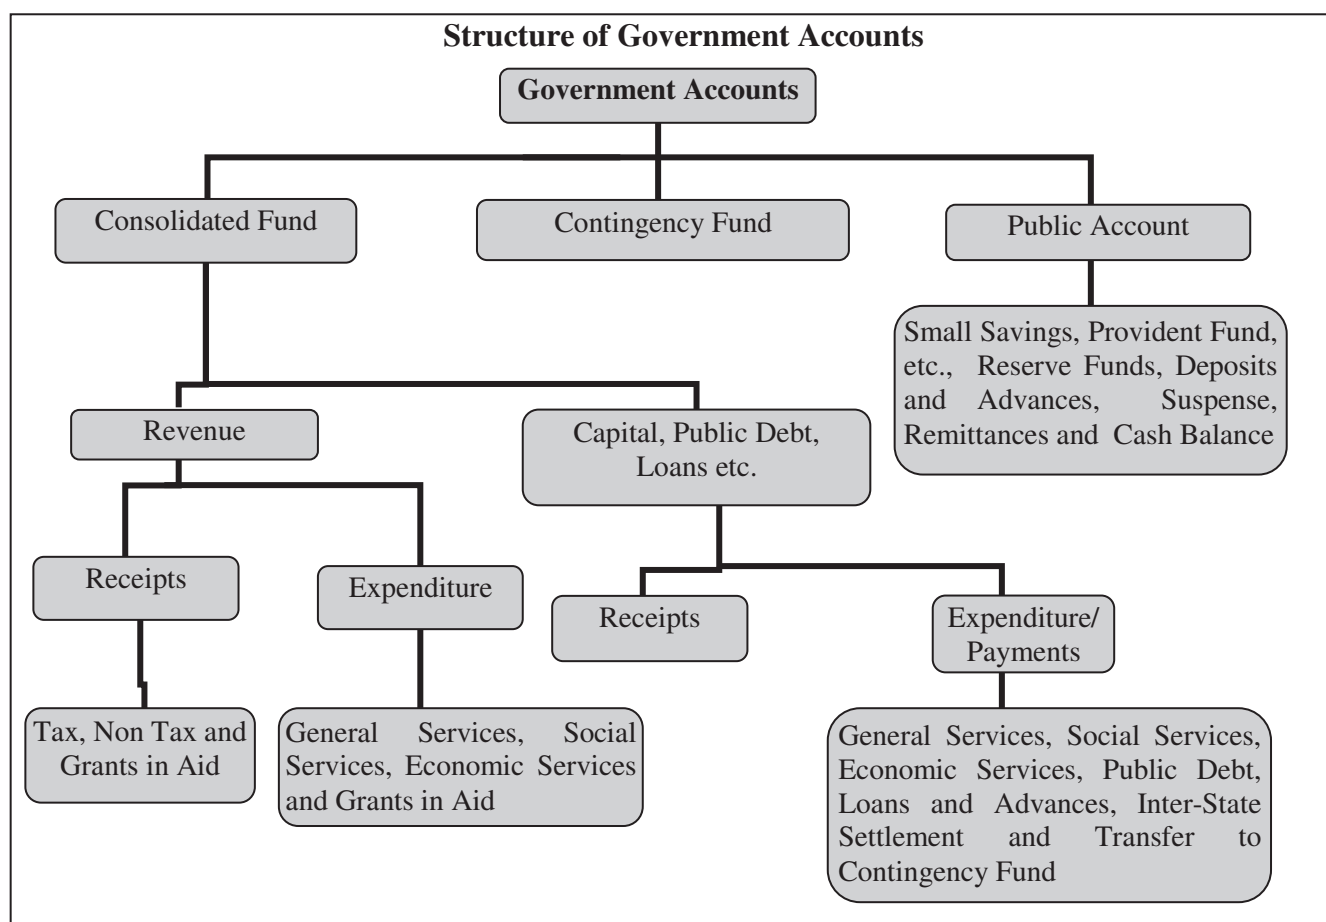 Structure of Government Accounts
Government Accounts
Consolidated Fund
Contingency Fund
Public Account
Small Savings, Provident Fund,
etc., Reserve Funds, Deposits
and Advances, Suspense,
Remittances and Cash Balance
Revenue
Capital, Public Debt,
Loans etc.
Receipts
Expenditure
Receipts
Expenditure/
Payments
Tax, Non Tax and
Grants in Aid
General Services, Social
Services, Economic Services
and Grants in Aid
General Services, Social Services,
Economic Services, Public Debt,
Loans and Advances, Inter-State
Settlement and Transfer to
Contingency Fund